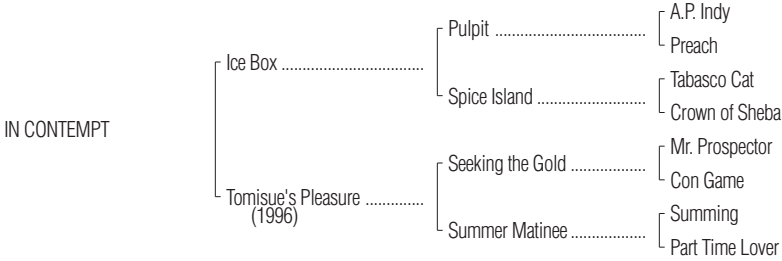 IN CONTEMPT
Ice Box ................................
Tomisue's Pleasure ..............
(1996)
Pulpit ...................................
Spice Island .........................
Seeking the Gold ..................
Summer Matinee ..................
A.P. Indy
Preach
Tabasco Cat
Crown of Sheba
Mr. Prospector
Con Game
Summing
Part Time Lover